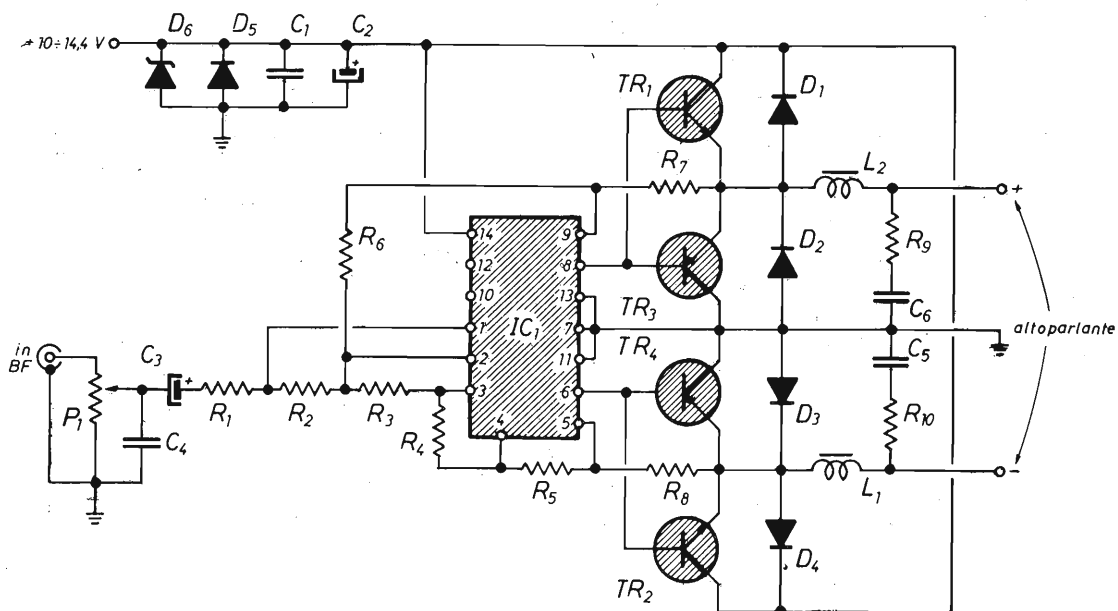 D6
D5
C1
C2
+ 10÷14,4 V
TR1
D1
R7
L2
+
R6
14
9
R9
12
8
D2
10
13
TR3
C6
1
IC1
7
altoparlante
in
BF
C3
2
11
TR4
C5
+
3
6
P1
R1
R2
R3
R4
5
D3
R10
C4
4
R5
R8
L1
-
TR2
D4